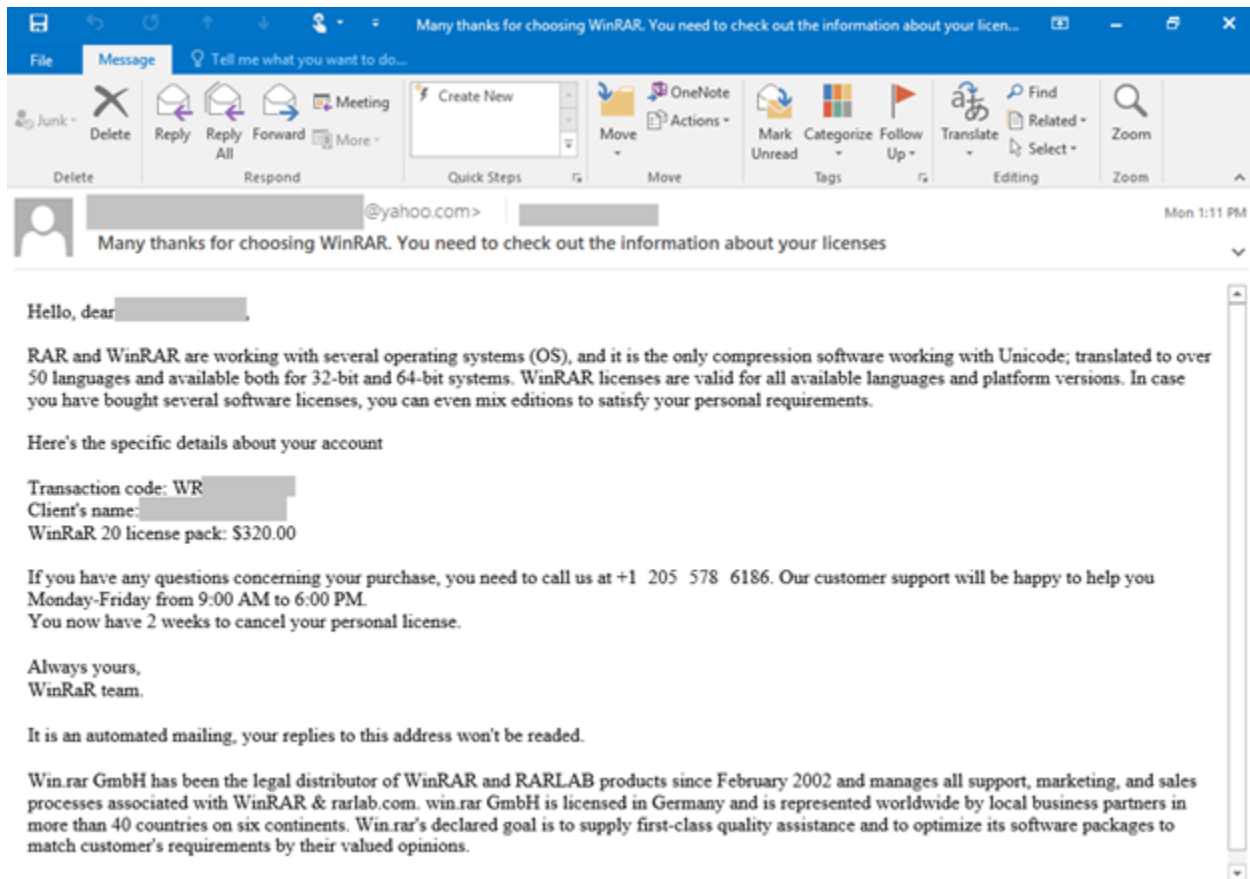 Many thanks for choosing WinRAR. You need to check out the information about your licen...
File
Message
Tell me what you want to do...
Junk
Delete
Reply
Reply All
Forward
Meeting
More
Create New
Move
OneNote
Actions
Mark Unread
Categorize
Follow Up
Translate
Find
Related
Select
Zoom
Delete
Respond
Quick Steps
Move
Tags
Editing
Zoom
@yahoo.com>
Mon 1:11 PM
Many thanks for choosing WinRAR. You need to check out the information about your licenses
Hello, dear ,
RAR and WinRAR are working with several operating systems (OS), and it is the only compression software working with Unicode; translated to over
50 languages and available both for 32-bit and 64-bit systems. WinRAR licenses are valid for all available languages and platform versions. In case
you have bought several software licenses, you can even mix editions to satisfy your personal requirements.
Here's the specific details about your account
Transaction code: WR
Client's name:
WinRaR 20 license pack: $320.00
If you have any questions concerning your purchase, you need to call us at +1 205 578 6186. Our customer support will be happy to help you
Monday-Friday from 9:00 AM to 6:00 PM.
You now have 2 weeks to cancel your personal license.
Always yours,
WinRaR team.
It is an automated mailing, your replies to this address won't be readed.
Win.rar GmbH has been the legal distributor of WinRAR and RARLAB products since February 2002 and manages all support, marketing, and sales
processes associated with WinRAR & rarlab.com. win.rar GmbH is licensed in Germany and is represented worldwide by local business partners in
more than 40 countries on six continents. Win.rar's declared goal is to supply first-class quality assistance and to optimize its software packages to
match customer's requirements by their valued opinions.